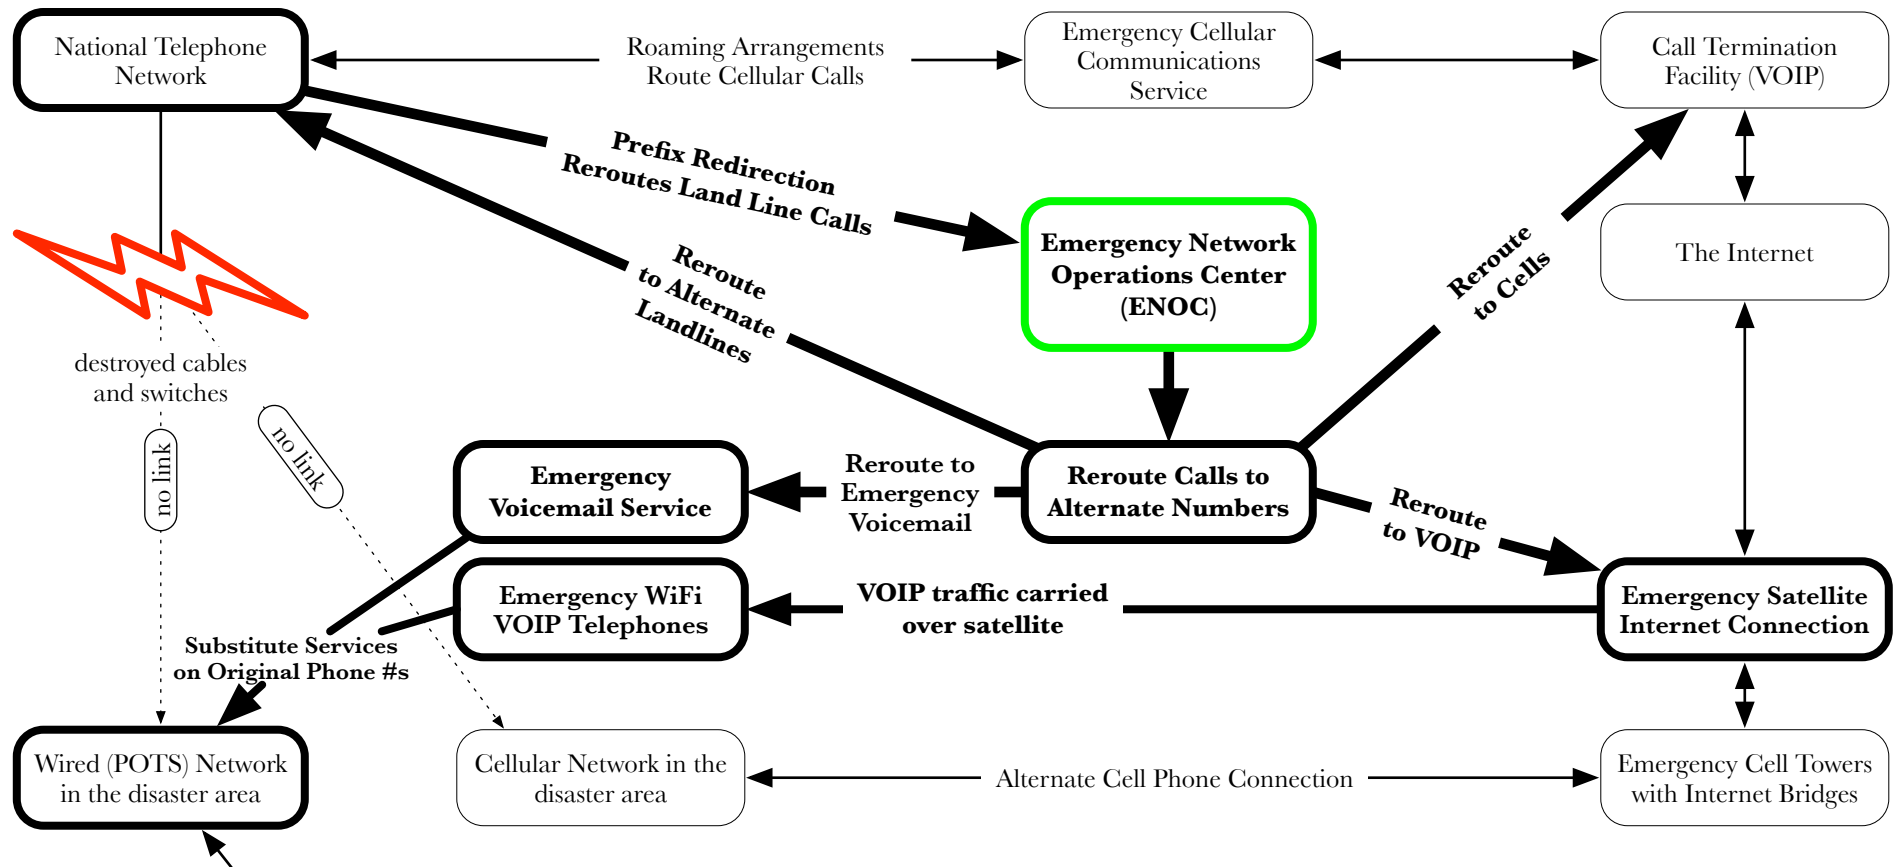 National Telephone
Network
Roaming Arrangements
Route Cellular Calls
Emergency Cellular
Communications
Service
Call Termination
Facility (VOIP)
Prefix Redirection
Reroutes Land Line Calls
Emergency Network
Operations Center
(ENOC)
The Internet
Reroute
to Alternate
Landlines
Reroute
to Cells
destroyed cables
and switches
no link
no link
Emergency
Voicemail Service
Reroute to
Emergency
Voicemail
Reroute Calls to
Alternate Numbers
Reroute
to VOIP
Emergency WiFi
VOIP Telephones
VOIP traffic carried
over satellite
Emergency Satellite
Internet Connection
Substitute Services
on Original Phone #s
Wired (POTS) Network
in the disaster area
Cellular Network in the
disaster area
Alternate Cell Phone Connection
Emergency Cell Towers
with Internet Bridges